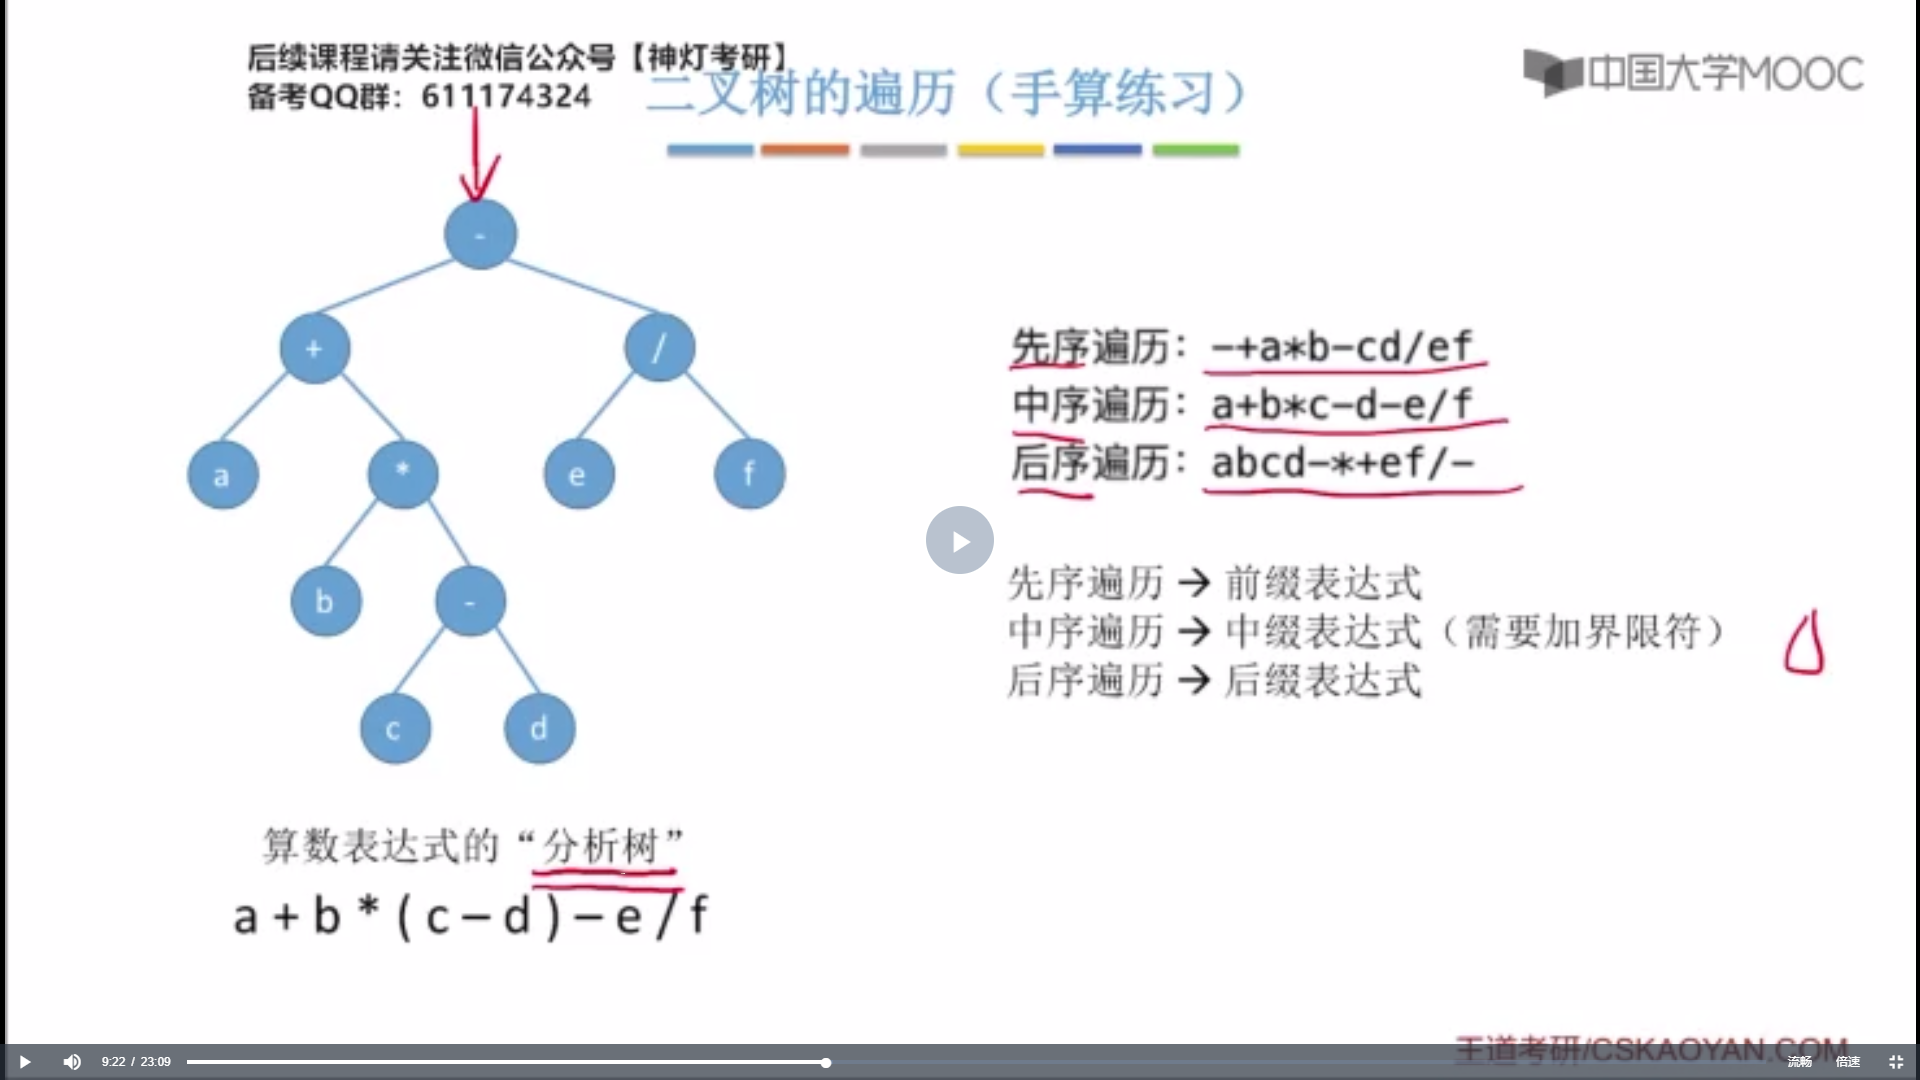 后续课程请关注微信公众号【神灯考研】
备考QQ群：611174324
二叉树的遍历（手算练习）
中国大学MOOC
-
+
/
a
*
e
f
b
-
c
d
先序遍历：-+a*b-cd/ef
中序遍历：a+b*c-d-e/f
后序遍历：abcd-*+ef/-
先序遍历 → 前缀表达式
中序遍历 → 中缀表达式（需要加界限符）
后序遍历 → 后缀表达式
算数表达式的“分析树”
a+b*(c-d)-e/f
王道考研/CSKAOYAN.COM
9:22 / 23:09
流畅
倍速